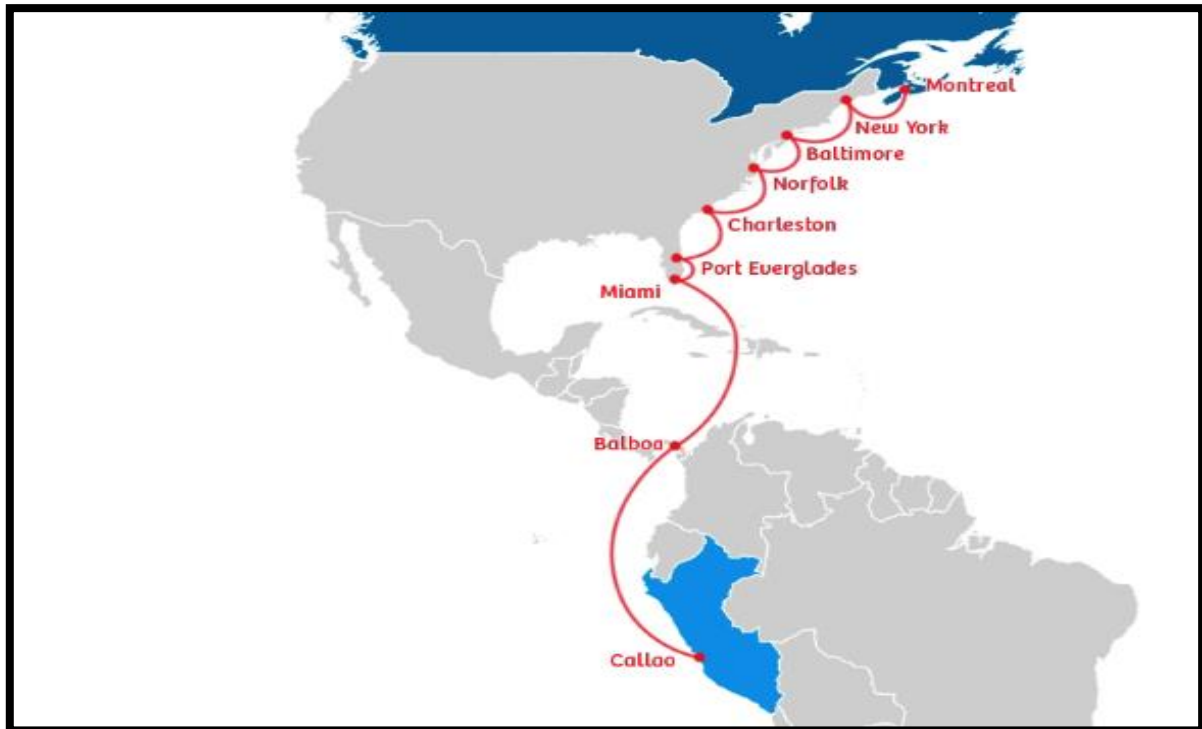 Montreal
New York
Baltimore
Norfolk
Charleston
Port Everglades
Miami
Balboa
Callao